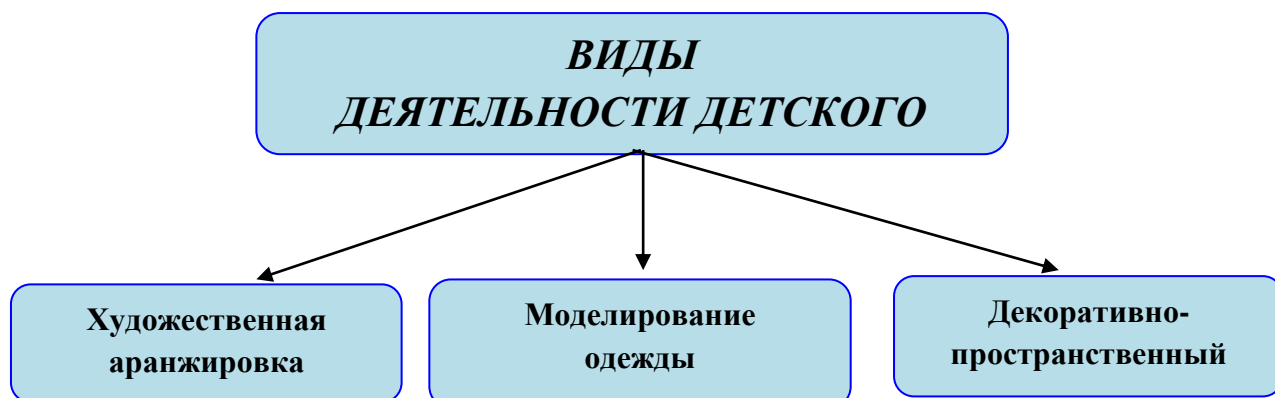 ВИДЫ
ДЕЯТЕЛЬНОСТИ ДЕТСКОГО
Художественная
аранжировка
Моделирование
одежды
Декоративно-
пространственный